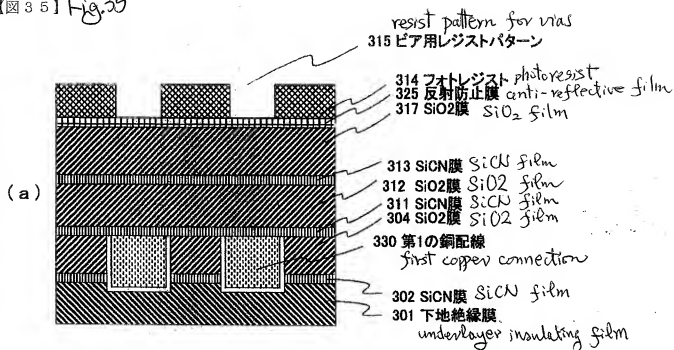 【図35】 Fig.35
resist pattern for vias
315 ビア用レジストパターン
314 フォトレジスト photoresist
325 反射防止膜 anti-reflective film
317 SiO2膜 SiO2 film
313 SiCN膜 SiCN film
(a)
312 SiO2膜 SiO2 film
311 SiCN膜 SiCN film
304 SiO2膜 SiO2 film
330 第1の銅配線
first copper connection
302 SiCN膜 SiCN film
301 下地絶縁膜
underlayer insulating film